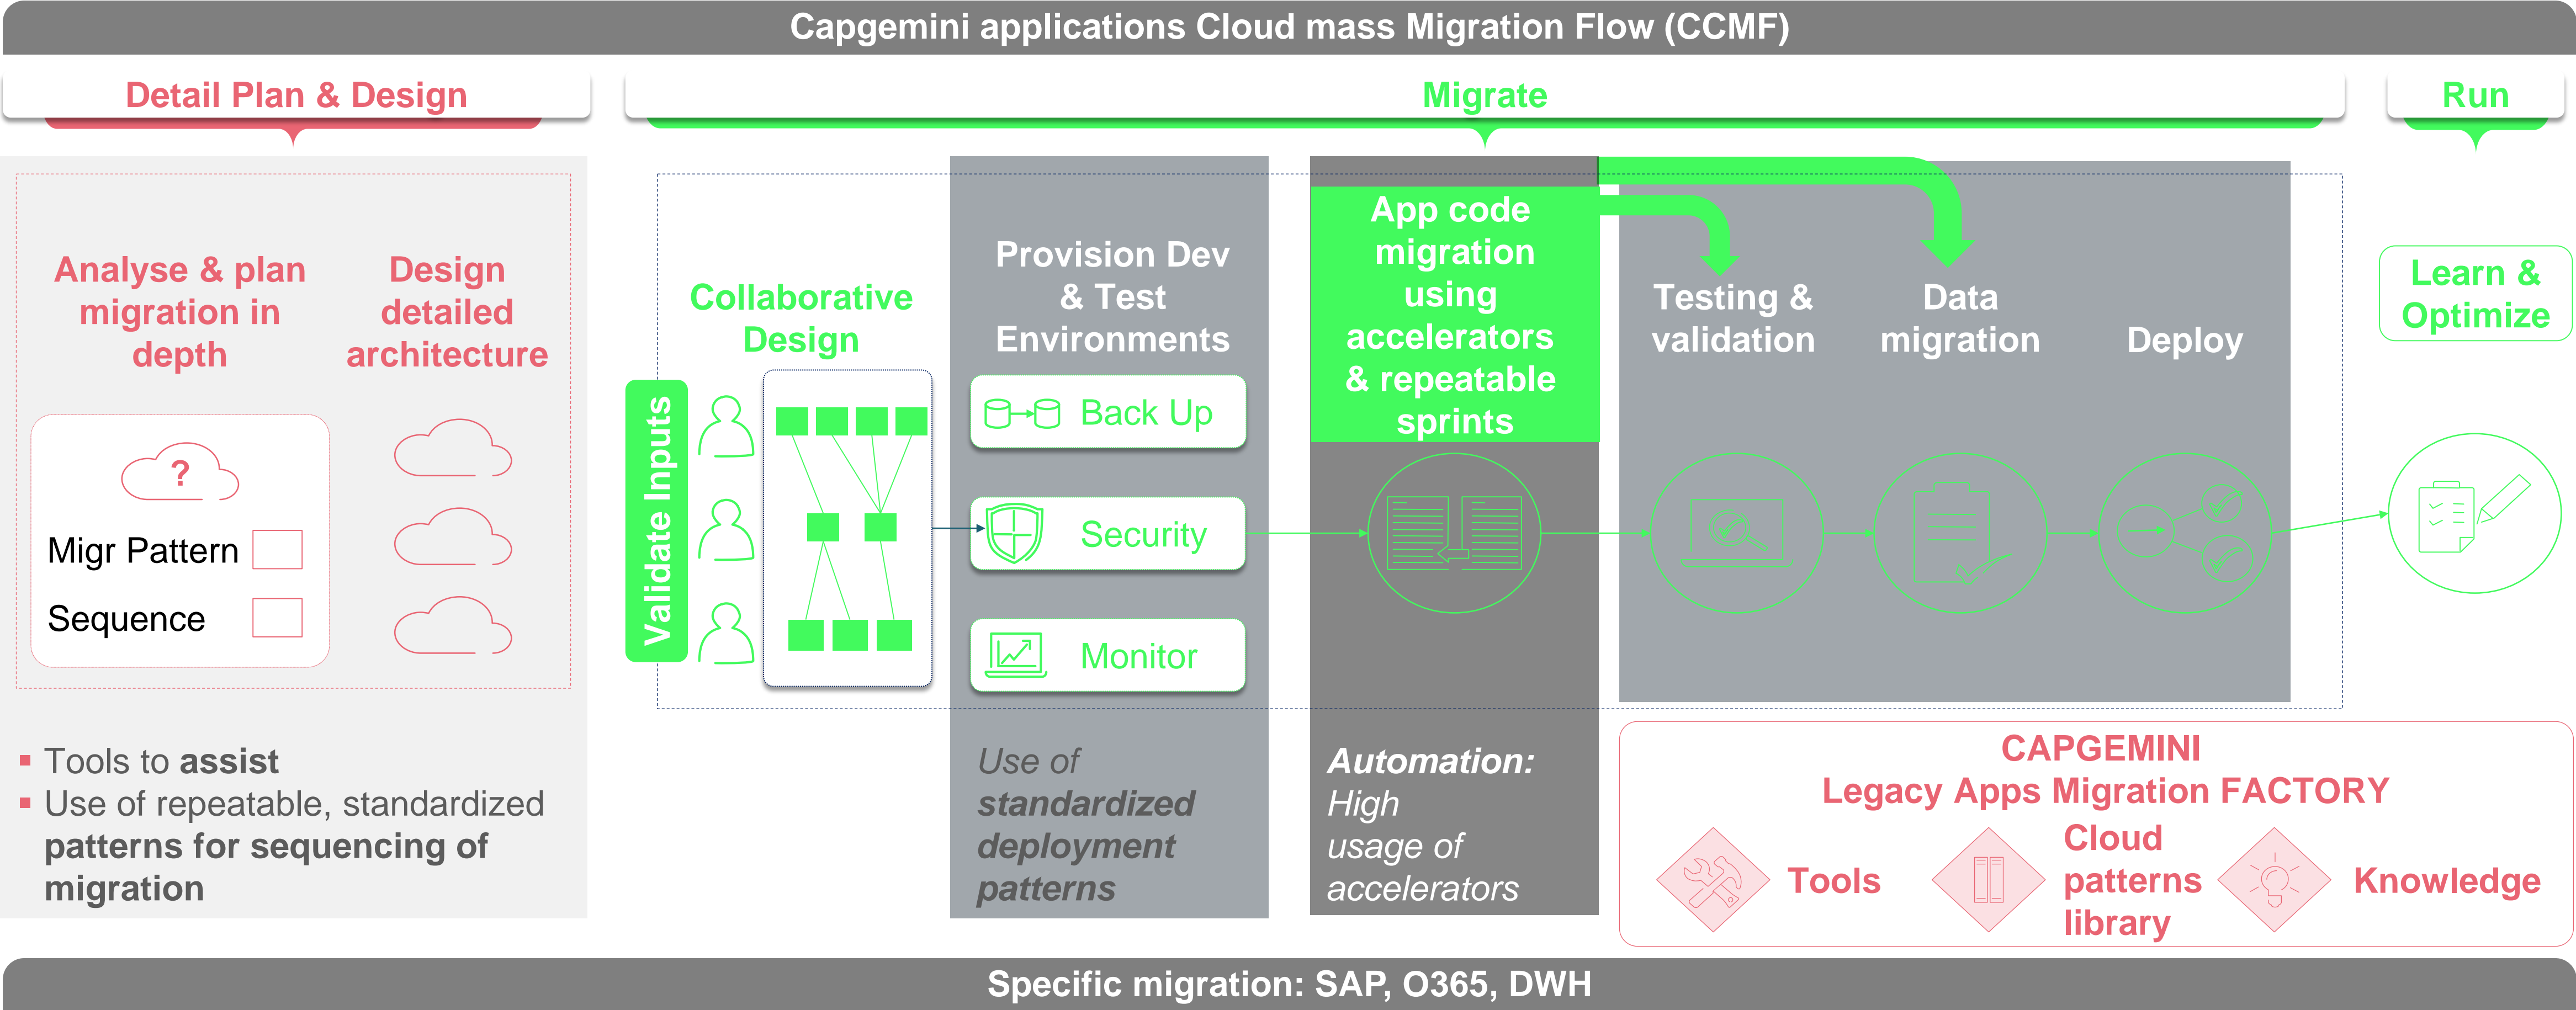 Capgemini applications Cloud mass Migration Flow (CCMF)
Detail Plan & Design
Migrate
Run
Analyse & plan
migration in
depth
Design
detailed
architecture
?
Migr Pattern
Sequence
Tools to assist
Use of repeatable, standardized
patterns for sequencing of
migration
Validate Inputs
Collaborative
Design
Provision Dev
& Test
Environments
Back Up
Security
Monitor
Use of
standardized
deployment
patterns
App code
migration
using
accelerators
& repeatable
sprints
Automation:
High
usage of
accelerators
Testing &
validation
Data
migration
Deploy
Learn &
Optimize
CAPGEMINI
Legacy Apps Migration FACTORY
Tools
Cloud
patterns
library
Knowledge
Specific migration: SAP, O365, DWH